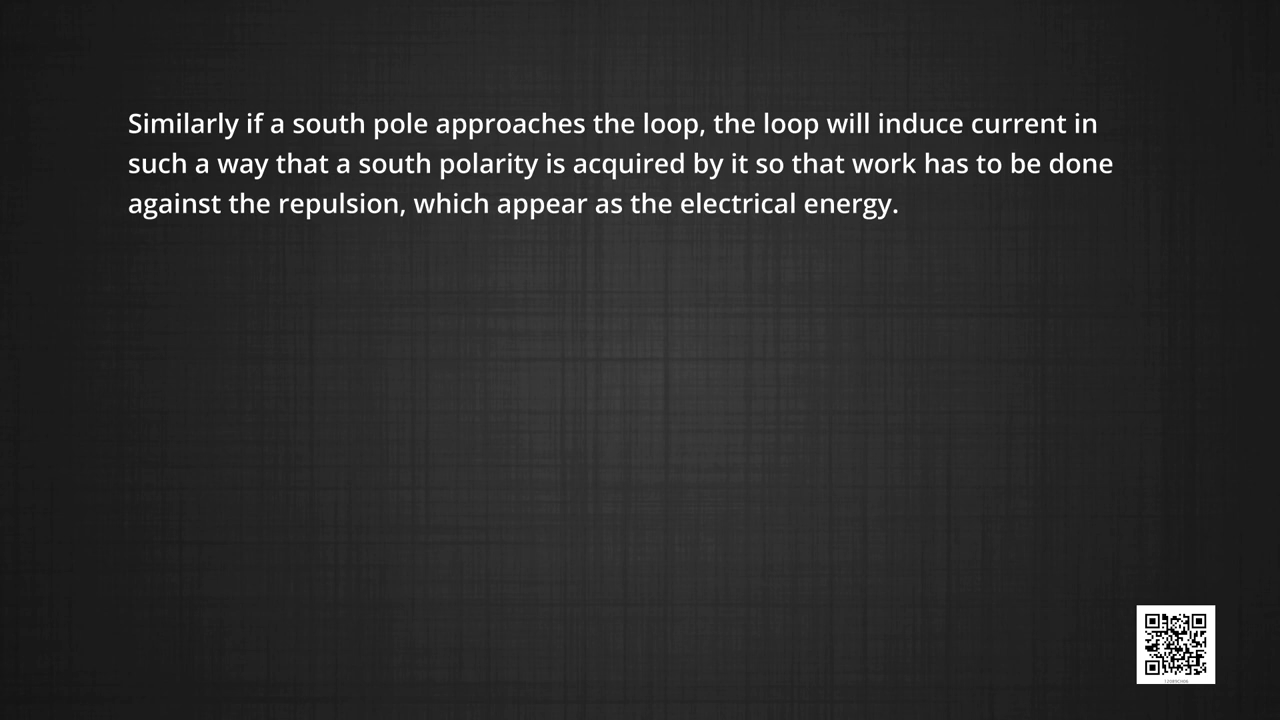 Similarly if a south pole approaches the loop, the loop will induce current in
such a way that a south polarity is acquired by it so that work has to be done
against the repulsion, which appear as the electrical energy.